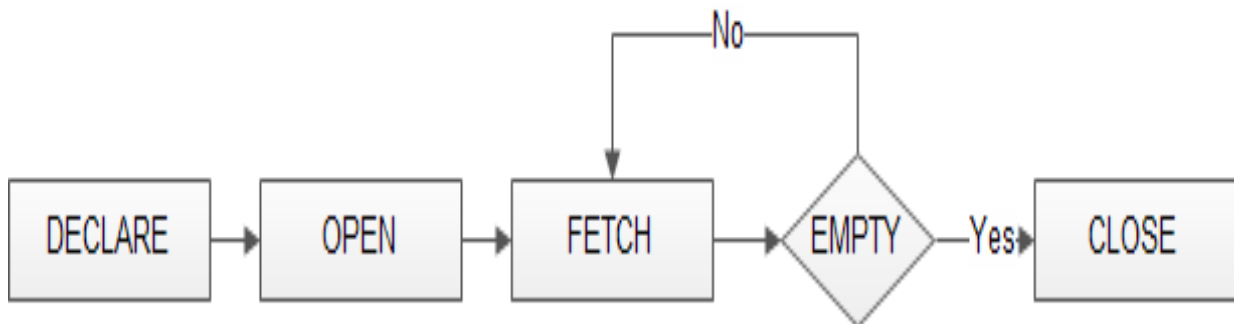 No
DECLARE
OPEN
FETCH
EMPTY
Yes
CLOSE